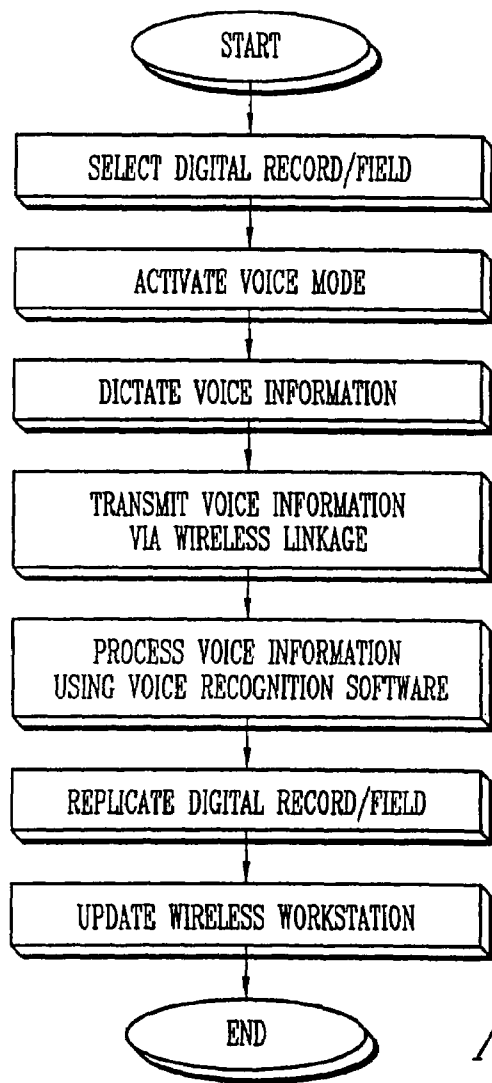 START
SELECT DIGITAL RECORD/FIELD
ACTIVATE VOICE MODE
DICTATE VOICE INFORMATION
TRANSMIT VOICE INFORMATION
VIA WIRELESS LINKAGE
PROCESS VOICE INFORMATION
USING VOICE RECOGNITION SOFTWARE
REPLICATE DIGITAL RECORD/FIELD
UPDATE WIRELESS WORKSTATION
END